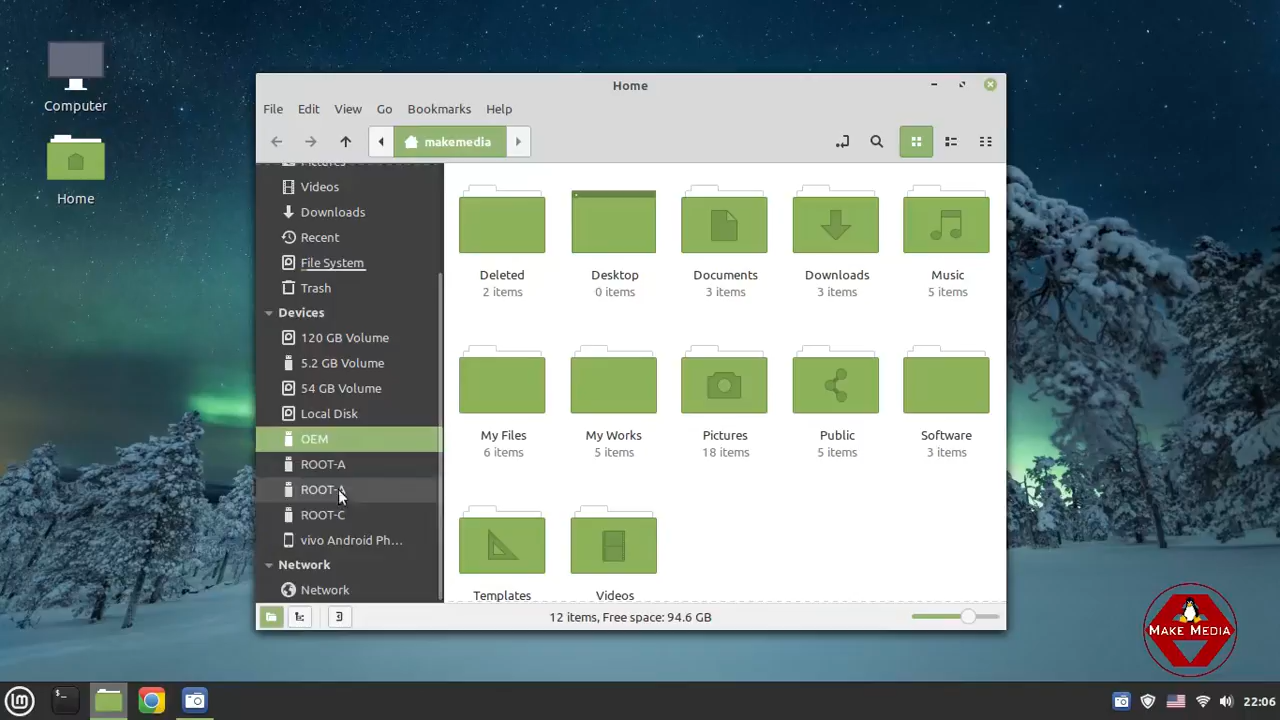 Computer
Home
Home
File Edit View Go Bookmarks Help
makemedia
Pictures
Videos
Downloads
Recent
File System
Trash
Devices
120 GB Volume
5.2 GB Volume
54 GB Volume
Local Disk
OEM
ROOT-A
ROOT-A
ROOT-C
vivo Android Ph...
Network
Network
Deleted
2 items
Desktop
0 items
Documents
3 items
Downloads
3 items
Music
5 items
My Files
6 items
My Works
5 items
Pictures
18 items
Public
5 items
Software
3 items
Templates
Videos
12 items, Free space: 94.6 GB
MAKE MEDIA
22:06